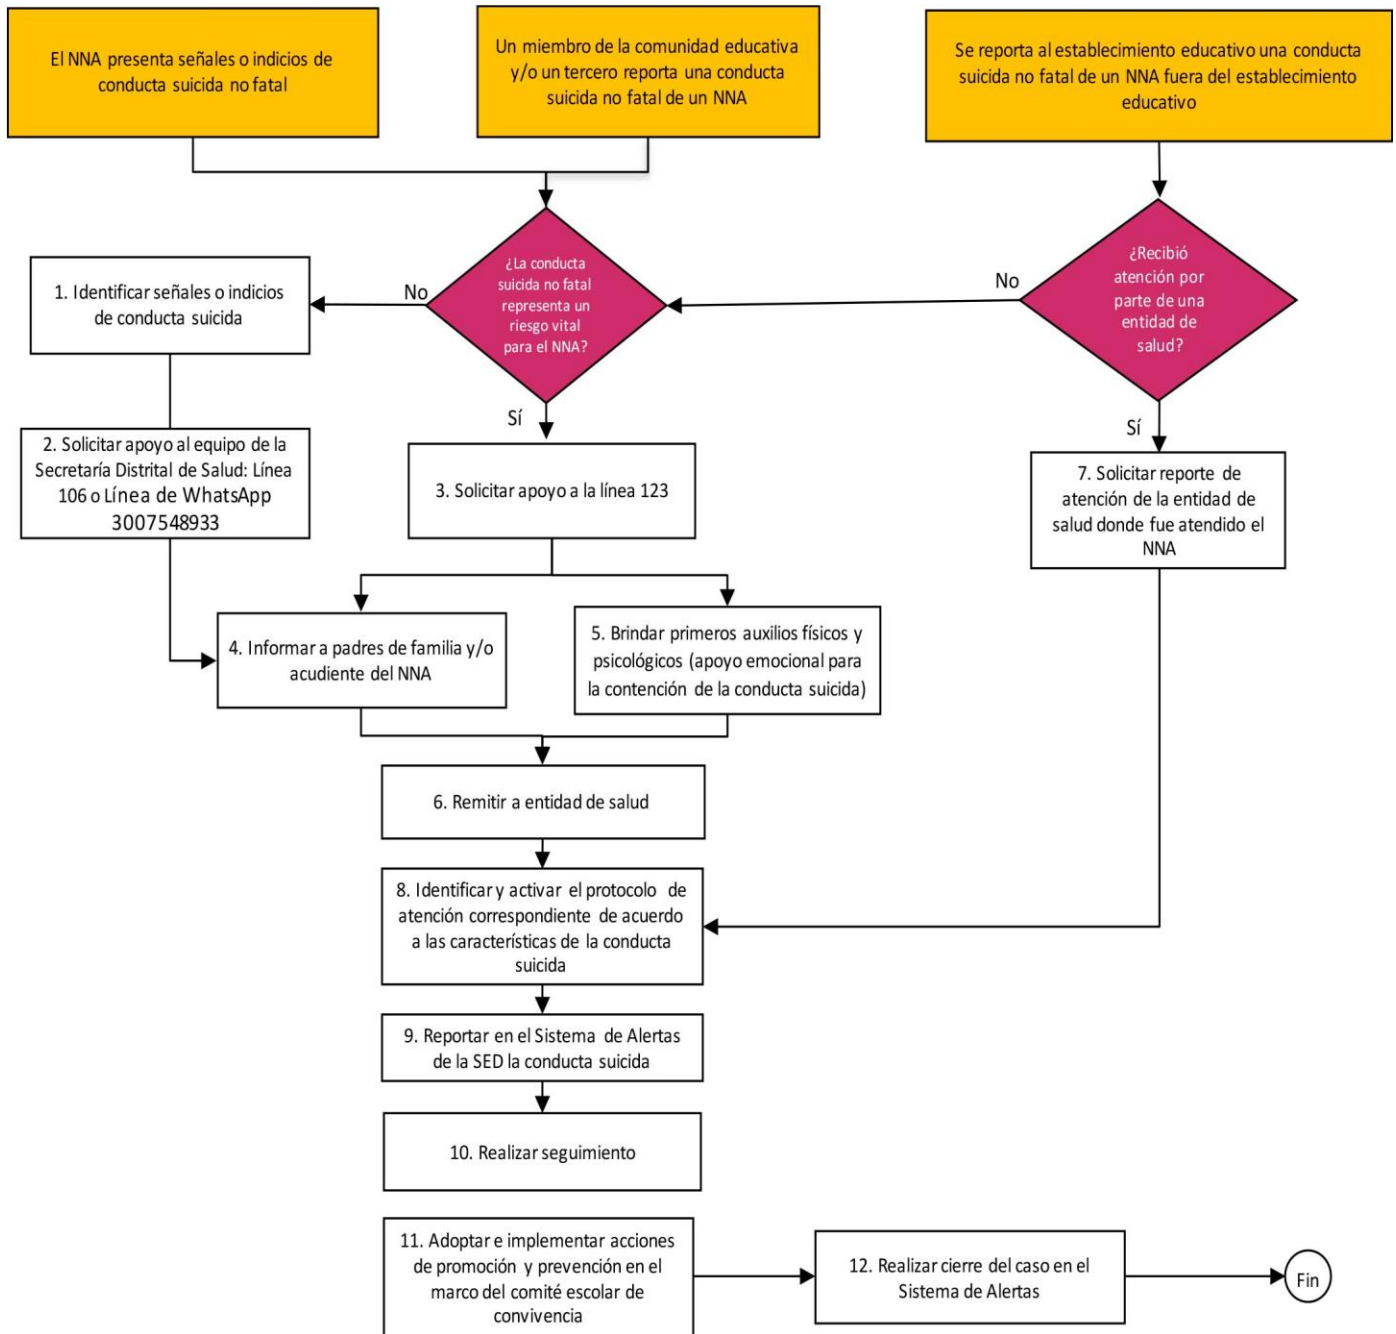 El NNA presenta señales o indicios de
conducta suicida no fatal
Un miembro de la comunidad educativa
y/o un tercero reporta una conducta
suicida no fatal de un NNA
Se reporta al establecimiento educativo una conducta
suicida no fatal de un NNA fuera del establecimiento
educativo
¿La conducta
suicida no fatal
representa un
riesgo vital
para el NNA?
¿Recibió
atención por
parte de una
entidad de
salud?
No
No
Sí
Sí
1. Identificar señales o indicios
de conducta suicida
2. Solicitar apoyo al equipo de la
Secretaría Distrital de Salud: Línea
106 o Línea de WhatsApp
3007548933
3. Solicitar apoyo a la línea 123
7. Solicitar reporte de
atención de la entidad de
salud donde fue atendido el
NNA
4. Informar a padres de familia y/o
acudiente del NNA
5. Brindar primeros auxilios físicos y
psicológicos (apoyo emocional para
la contención de la conducta suicida)
6. Remitir a entidad de salud
8. Identificar y activar el protocolo de
atención correspondiente de acuerdo
a las características de la conducta
suicida
9. Reportar en el Sistema de Alertas
de la SED la conducta suicida
10. Realizar seguimiento
11. Adoptar e implementar acciones
de promoción y prevención en el
marco del comité escolar de
convivencia
12. Realizar cierre del caso en el
Sistema de Alertas
Fin